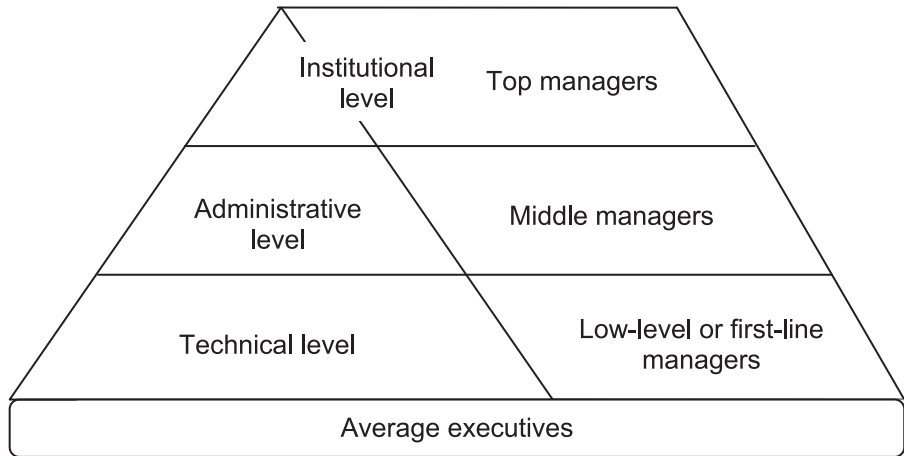 Institutional
level
Top managers
Administrative
level
Middle managers
Technical level
Low-level or first-line
managers
Average executives